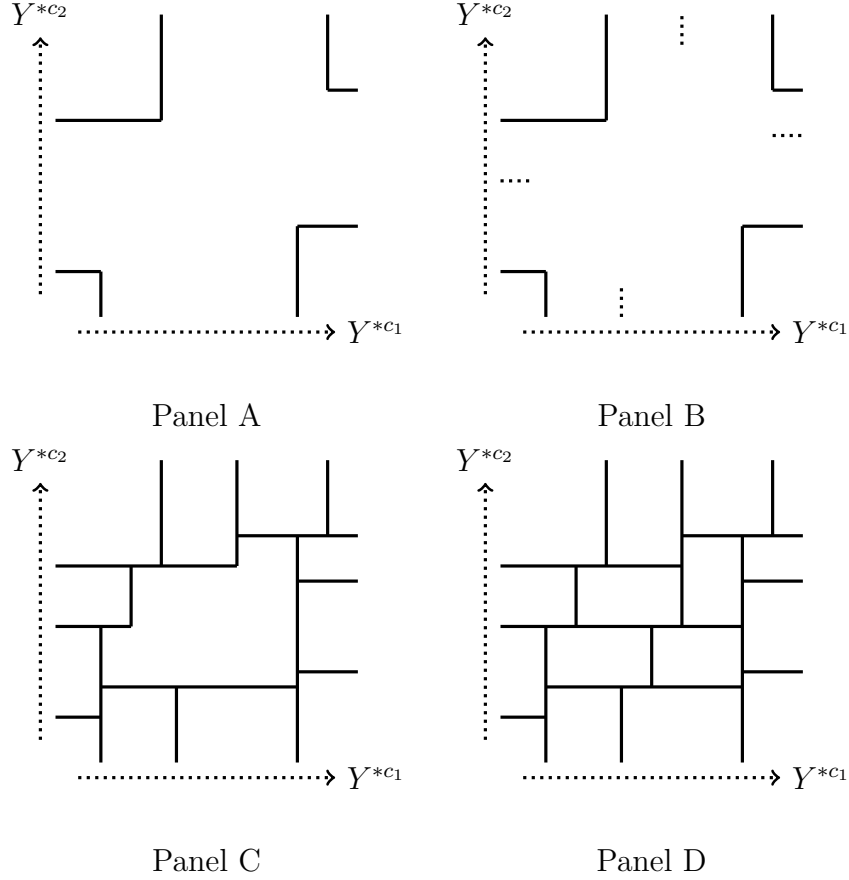 Y*c₂
Y*c₂
Y*c₁
Y*c₁
Panel A
Panel B
Y*c₂
Y*c₂
Y*c₁
Y*c₁
Panel C
Panel D